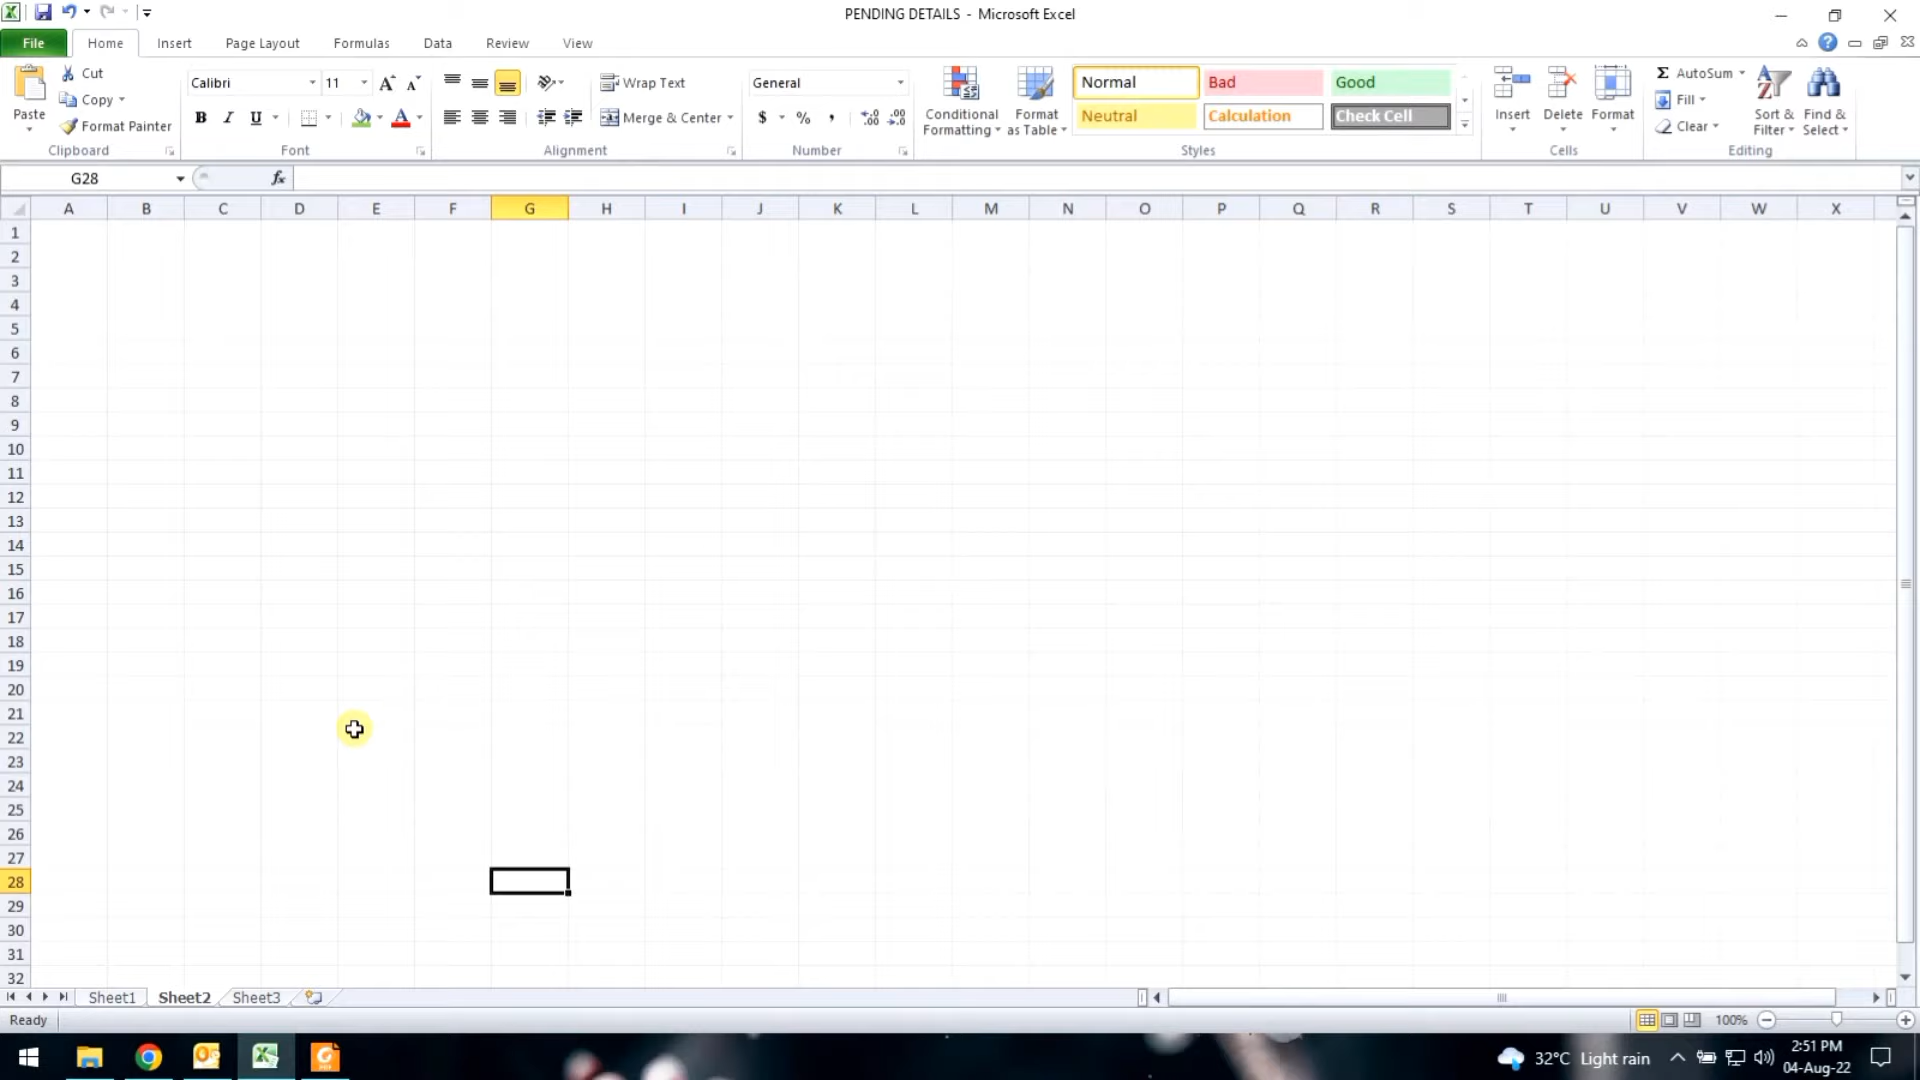 PENDING DETAILS - Microsoft Excel
File Home Insert Page Layout Formulas Data Review View
Paste
Cut
Copy
Format Painter
Clipboard
Calibri 11
B I U
Font
Wrap Text
Merge & Center
Alignment
General
$ % ,
Number
Conditional Formatting
Format as Table
Normal Bad Good
Neutral Calculation Check Cell
Styles
Insert Delete Format
Cells
Σ AutoSum
Fill
Clear
Sort & Filter
Find & Select
Editing
G28 fx
A B C D E F G H I J K L M N O P Q R S T U V W X
1
2
3
4
5
6
7
8
9
10
11
12
13
14
15
16
17
18
19
20
21
22
23
24
25
26
27
28
29
30
31
32
Sheet1 Sheet2 Sheet3
Ready 100%
32°C Light rain
2:51 PM
04-Aug-22